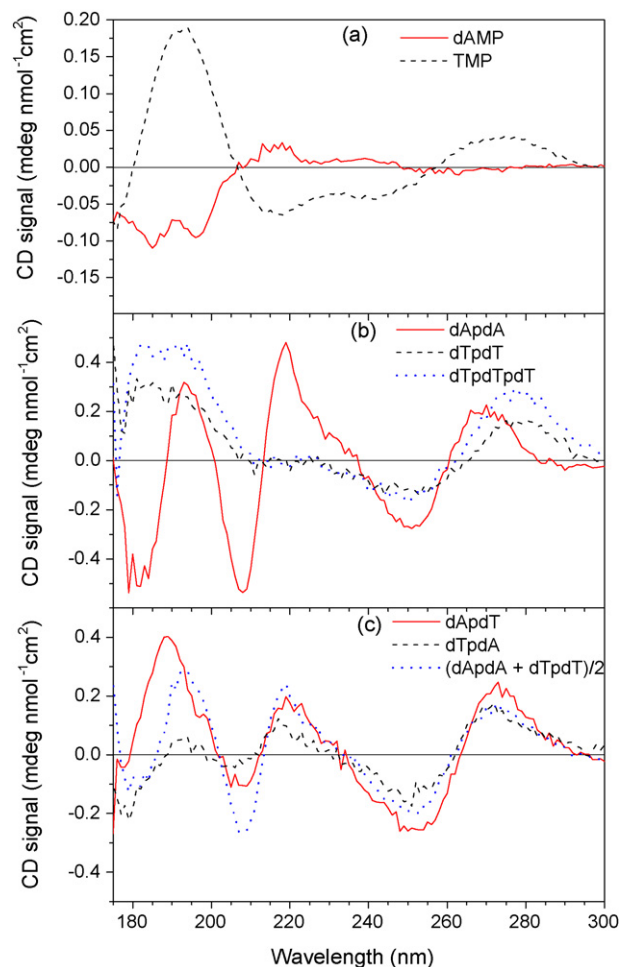 (a)
dAMP
TMP
CD signal (mdeg nmol⁻¹cm²)
0.20
0.15
0.10
0.05
0.00
-0.05
-0.10
-0.15
(b)
dApdA
dTpdT
dTpdTpdT
CD signal (mdeg nmol⁻¹cm²)
0.4
0.2
0.0
-0.2
-0.4
(c)
dApdT
dTpdA
(dApdA + dTpdT)/2
CD signal (mdeg nmol⁻¹cm²)
0.4
0.2
0.0
-0.2
-0.4
180 200 220 240 260 280 300
Wavelength (nm)